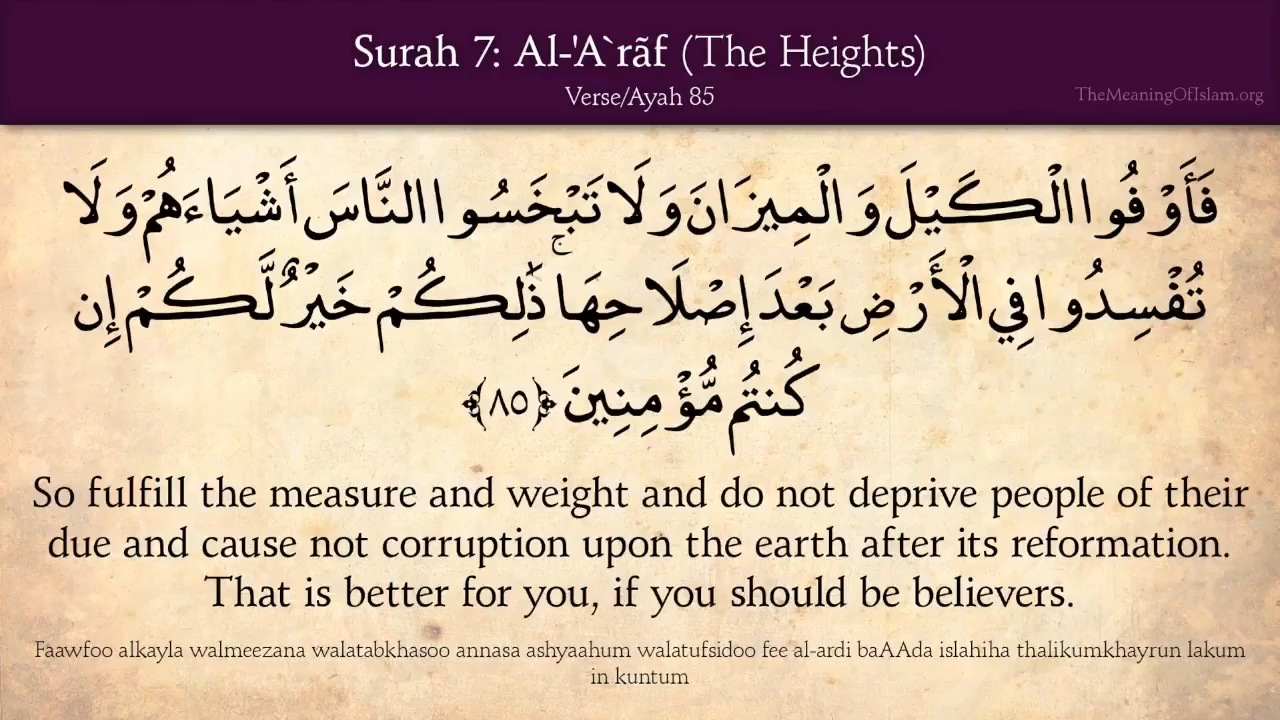 Surah 7: Al-'A`rãf (The Heights)
Verse/Ayah 85
TheMeaningOfIslam.org
فَأَوْفُوا الْكَيْلَ وَالْمِيزَانَ وَلَا تَبْخَسُوا النَّاسَ أَشْيَاءَهُمْ وَلَا
تُفْسِدُوا فِي الْأَرْضِ بَعْدَ إِصْلَاحِهَا ۚ ذَٰلِكُمْ خَيْرٌ لَّكُمْ إِن
كُنتُم مُّؤْمِنِينَ ﴿٨٥﴾
So fulfill the measure and weight and do not deprive people of their
due and cause not corruption upon the earth after its reformation.
That is better for you, if you should be believers.
Faawfoo alkayla walmeezana walatabkhasoo annasa ashyaahum walatufsidoo fee al-ardi baAAda islahiha thalikumkhayrun lakum
in kuntum